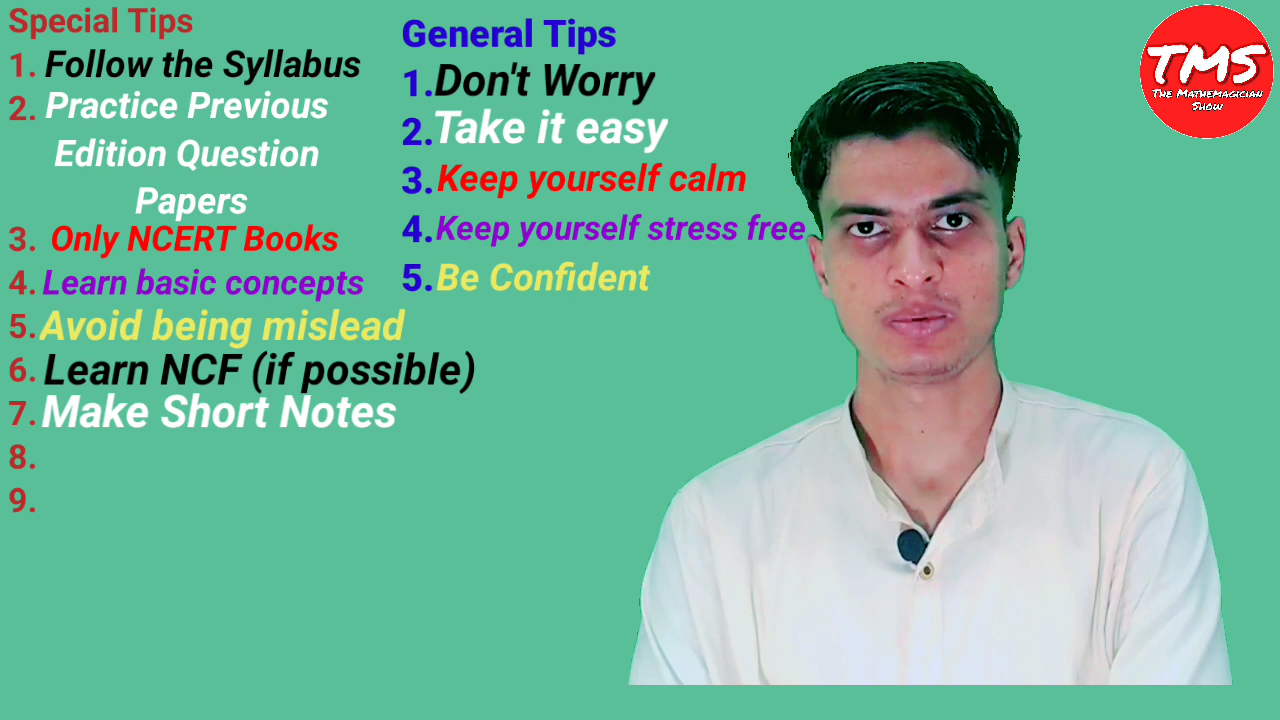 Special Tips
1. Follow the Syllabus
2. Practice Previous
Edition Question
Papers
3. Only NCERT Books
4. Learn basic concepts
5. Avoid being mislead
6. Learn NCF (if possible)
7. Make Short Notes
8.
9.
General Tips
1. Don't Worry
2. Take it easy
3. Keep yourself calm
4. Keep yourself stress free
5. Be Confident
TMS
The Mathemagician
Show